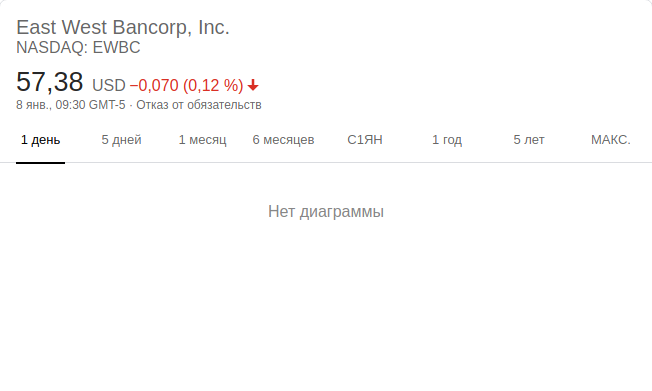 East West Bancorp, Inc.
NASDAQ: EWBC
57,38 USD −0,070 (0,12 %)
8 янв., 09:30 GMT-5 · Отказ от обязательств
1 день 5 дней 1 месяц 6 месяцев С1ЯН 1 год 5 лет МАКС.
Нет диаграммы